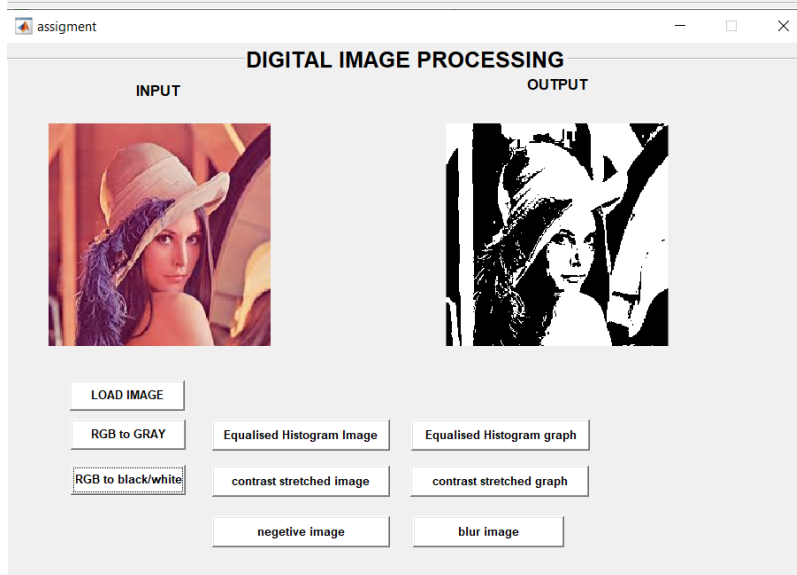 assigment
DIGITAL IMAGE PROCESSING
INPUT
OUTPUT
LOAD IMAGE
RGB to GRAY
Equalised Histogram Image
Equalised Histogram graph
RGB to black/white
contrast stretched image
contrast stretched graph
negetive image
blur image